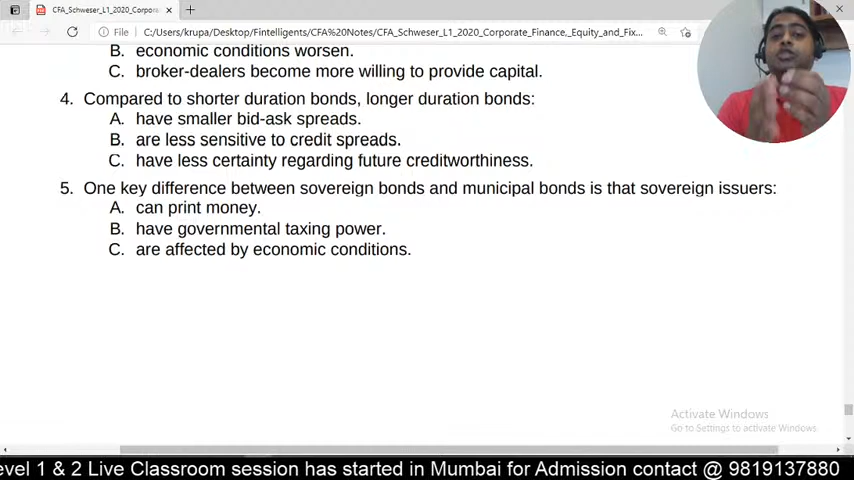 CFA_Schweser_L1_2020_Corpora
File
C:/Users/krupa/Desktop/Fintelligents/CFA%20Notes/CFA_Schweser_L1_2020_Corporate_Finance,_Equity_and_Fix...
B. economic conditions worsen.
C. broker-dealers become more willing to provide capital.
4. Compared to shorter duration bonds, longer duration bonds:
A. have smaller bid-ask spreads.
B. are less sensitive to credit spreads.
C. have less certainty regarding future creditworthiness.
5. One key difference between sovereign bonds and municipal bonds is that sovereign issuers:
A. can print money.
B. have governmental taxing power.
C. are affected by economic conditions.
Activate Windows
Go to Settings to activate Windows.
evel 1 & 2 Live Classroom session has started in Mumbai for Admission contact @ 9819137880